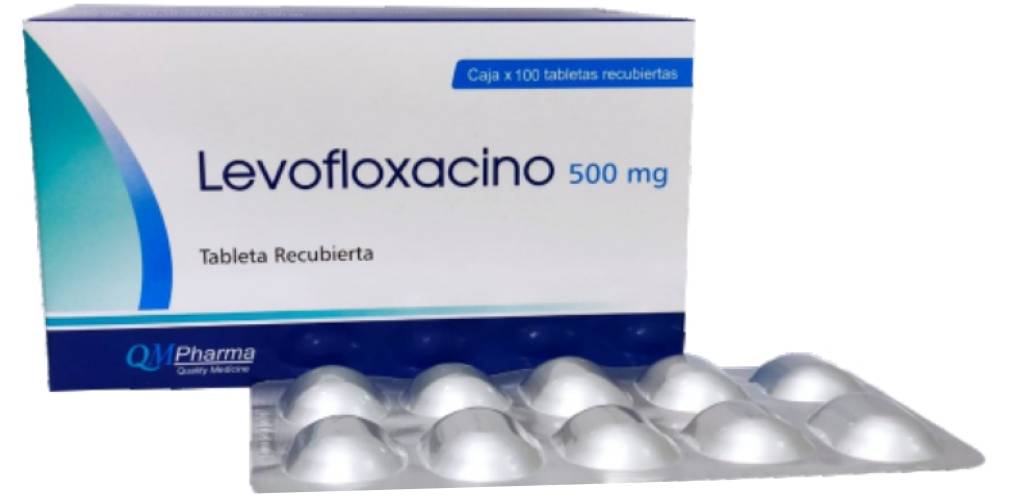 Caja x 100 tabletas recubiertas
Levofloxacino 500 mg
Tableta Recubierta
QMPharma
Quality Medicine